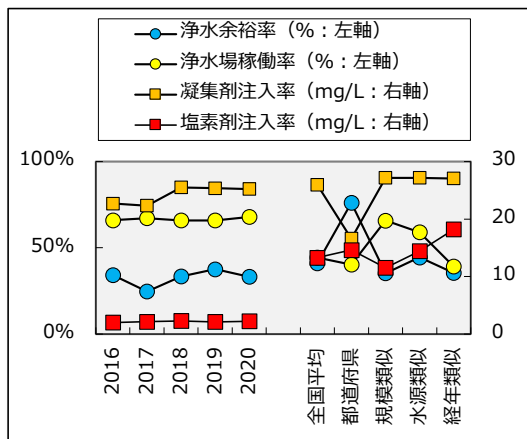 浄水余裕率（%：左軸）
浄水場稼働率（%：左軸）
凝集剤注入率（mg/L：右軸）
塩素剤注入率（mg/L：右軸）
100%
50%
0%
30
20
10
0
2016
2017
2018
2019
2020
全国平均
都道府県
規模類似
水源類似
経年類似